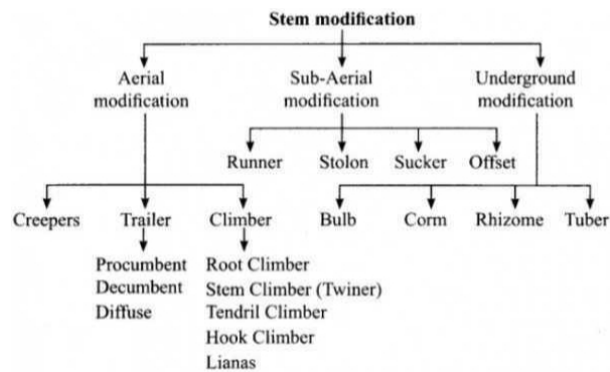 Stem modification
Aerial modification
Sub-Aerial modification
Underground modification
Runner Stolon Sucker Offset
Creepers Trailer Climber Bulb Corm Rhizome Tuber
Procumbent Root Climber
Decumbent Stem Climber (Twiner)
Diffuse Tendril Climber
Hook Climber
Lianas